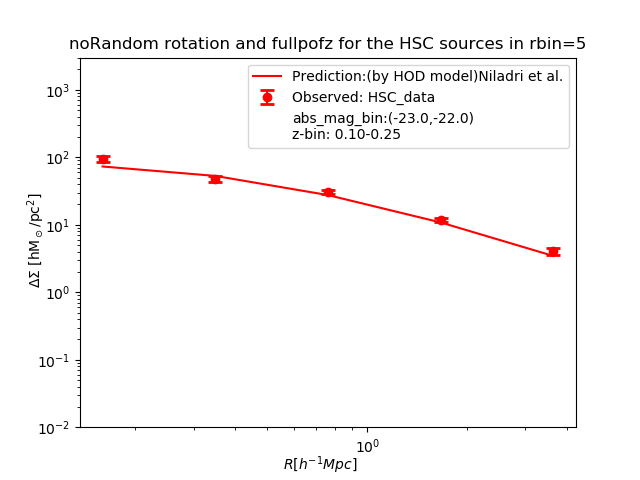 noRandom rotation and fullpofz for the HSC sources in rbin=5
Prediction:(by HOD model)Niladri et al.
Observed: HSC_data
abs_mag_bin:(-23.0,-22.0)
z-bin: 0.10-0.25
ΔΣ [hM⊙/pc²]
10³
10²
10¹
10⁰
10⁻¹
10⁻²
10⁰
R[h⁻¹Mpc]